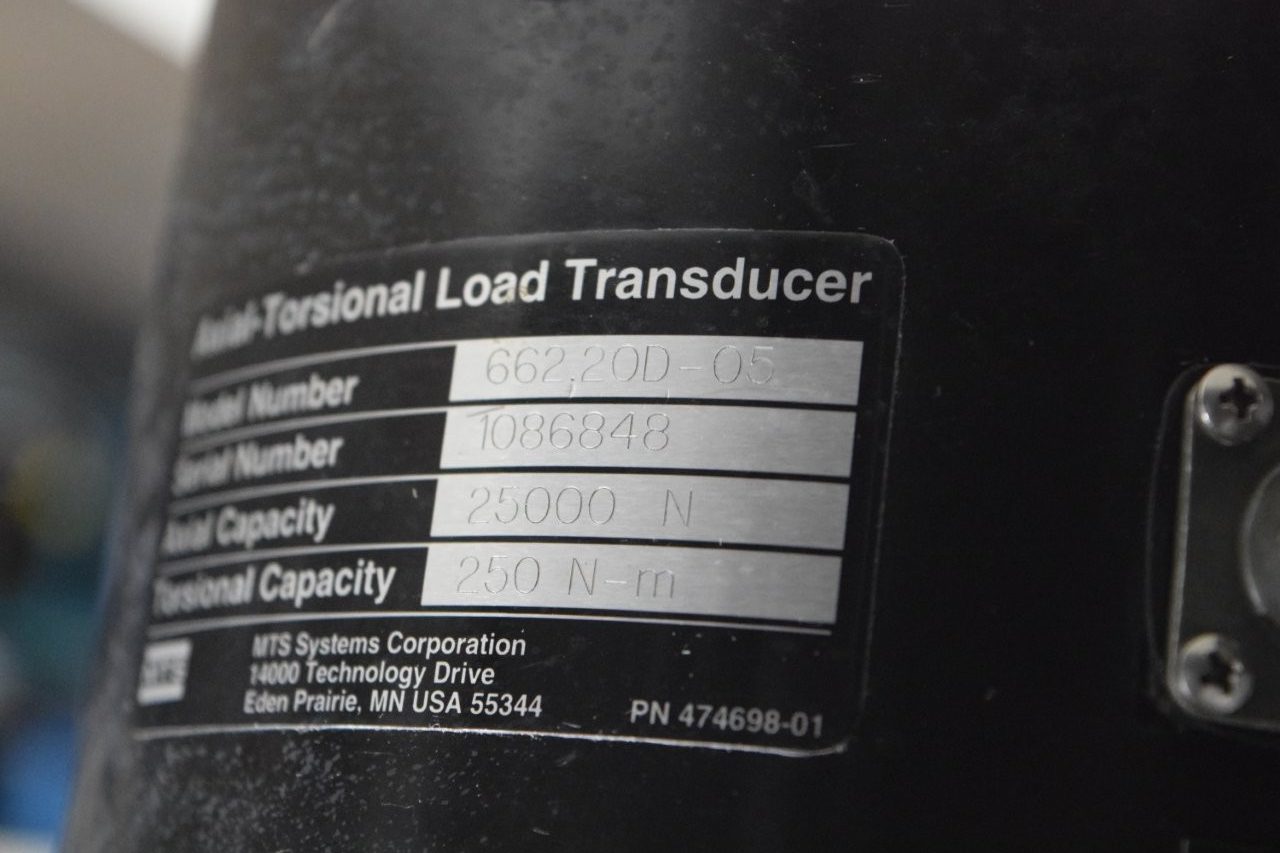 Axial-Torsional Load Transducer
Model Number 662.20D-05
Serial Number 1086848
Axial Capacity 25000 N
Torsional Capacity 250 N-m
MTS Systems Corporation
14000 Technology Drive
Eden Prairie, MN USA 55344
PN 474698-01